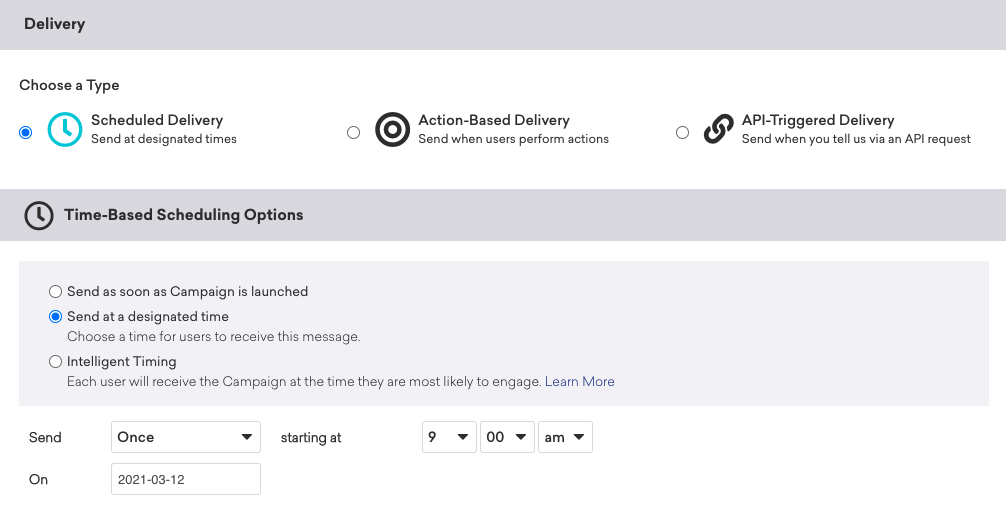 Delivery
Choose a Type
Scheduled Delivery
Send at designated times
Action-Based Delivery
Send when users perform actions
API-Triggered Delivery
Send when you tell us via an API request
Time-Based Scheduling Options
Send as soon as Campaign is launched
Send at a designated time
Choose a time for users to receive this message.
Intelligent Timing
Each user will receive the Campaign at the time they are most likely to engage. Learn More
Send Once starting at 9 00 am
On 2021-03-12